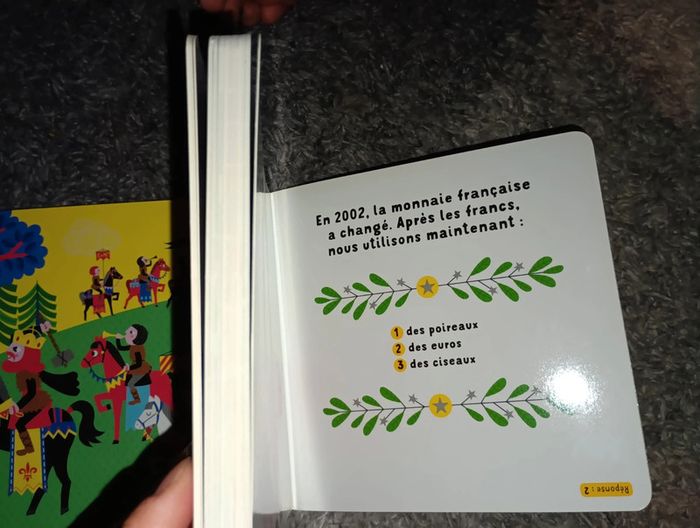 En 2002, la monnaie française
a changé. Après les francs,
nous utilisons maintenant :
1 des poireaux
2 des euros
3 des ciseaux
Réponse : 2